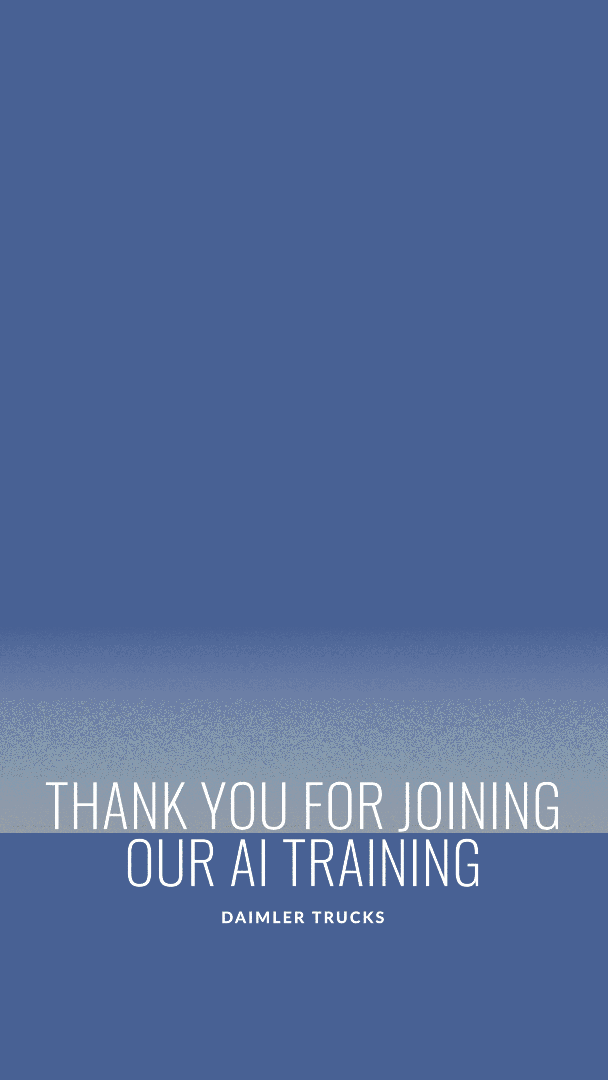 THANK YOU FOR JOINING
OUR AI TRAINING
DAIMLER TRUCKS